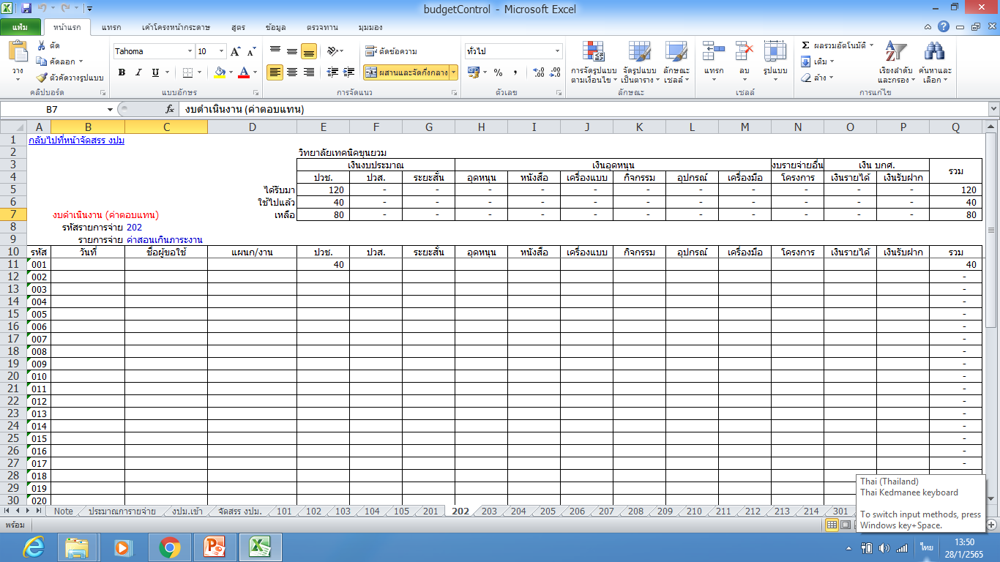 budgetControl - Microsoft Excel
แฟ้ม หน้าแรก แทรก เค้าโครงหน้ากระดาษ สูตร ข้อมูล ตรวจทาน มุมมอง
วาง ตัด คัดลอก ตัวคัดวางรูปแบบ
คลิปบอร์ด
Tahoma 10
B I U
แบบอักษร
ตัดข้อความ
ผสานและจัดกึ่งกลาง
การจัดแนว
ทั่วไป
ตัวเลข
การจัดรูปแบบตามเงื่อนไข จัดรูปแบบเป็นตาราง ลักษณะเซลล์
ลักษณะ
แทรก ลบ รูปแบบ
เซลล์
ผลรวมอัตโนมัติ
เติม
ล้าง
เรียงลำดับและกรอง ค้นหาและเลือก
การแก้ไข
B7 fx งบดำเนินงาน (ค่าตอบแทน)
A B C D E F G H I J K L M N O P Q
1 กลับไปที่หน้าจัดสรร งปม
2 วิทยาลัยเทคนิคขุนยวม
3 เงินงบประมาณ เงินอุดหนุน งบรายจ่ายอื่น เงิน บกศ. รวม
4 ปวช. ปวส. ระยะสั้น อุดหนุน หนังสือ เครื่องแบบ กิจกรรม อุปกรณ์ เครื่องมือ โครงการ เงินรายได้ เงินรับฝาก
5 ได้รับมา 120 - - - - - - - - - - - 120
6 ใช้ไปแล้ว 40 - - - - - - - - - - - 40
7 งบดำเนินงาน (ค่าตอบแทน) เหลือ 80 - - - - - - - - - - - 80
8 รหัสรายการจ่าย 202
9 รายการจ่าย ค่าสอนเกินภาระงาน
10 รหัส วันที่ ชื่อผู้ขอใช้ แผนก/งาน ปวช. ปวส. ระยะสั้น อุดหนุน หนังสือ เครื่องแบบ กิจกรรม อุปกรณ์ เครื่องมือ โครงการ เงินรายได้ เงินรับฝาก รวม
11 001 40 40
12 002 -
13 003 -
14 004 -
15 005 -
16 006 -
17 007 -
18 008 -
19 009 -
20 010 -
21 011 -
22 012 -
23 013 -
24 014 -
25 015 -
26 016 -
27 017 -
28 018
29 019
30 020
Note ประมาณการายจ่าย งปม.เข้า จัดสรร งปม. 101 102 103 104 105 201 202 203 204 205 206 207 208 209 210 211 212 213 214 301
พร้อม
Thai (Thailand)
Thai Kedmanee keyboard
To switch input methods, press
Windows key+Space.
ไทย
13:50
28/1/2565